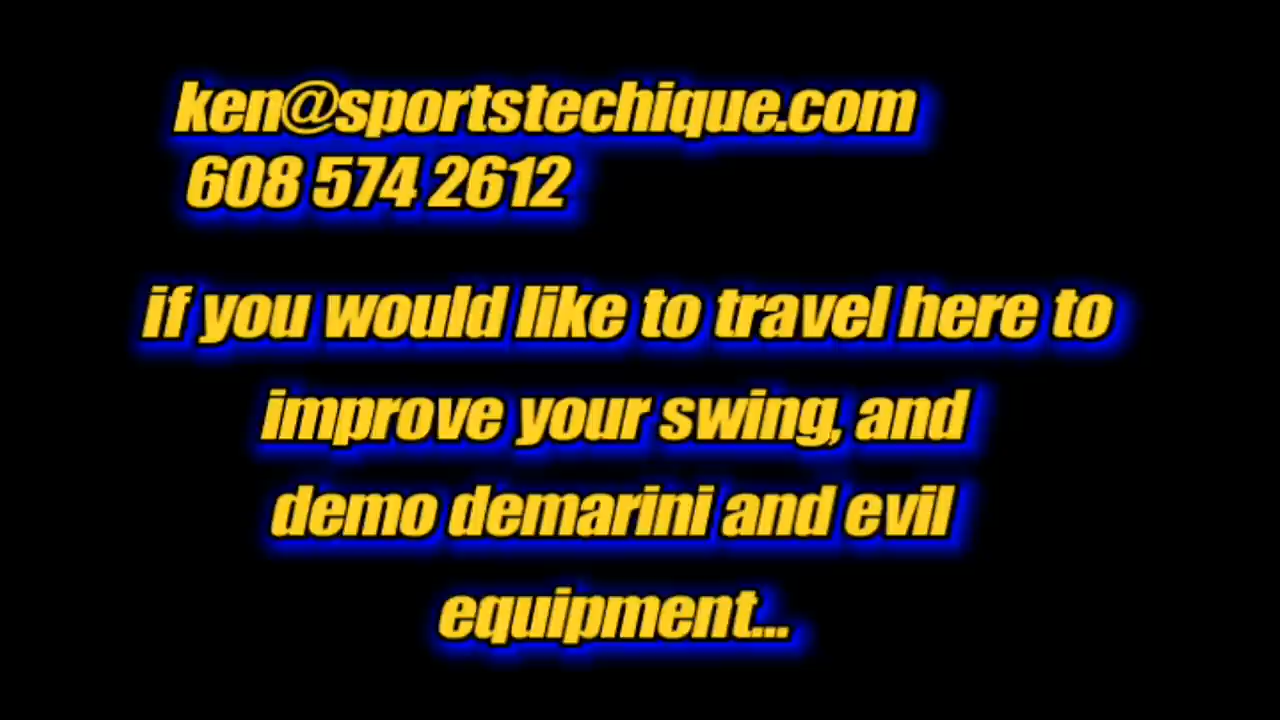 ken@sportstechique.com
608 574 2612
if you would like to travel here to
improve your swing, and
demo demarini and evil
equipment...